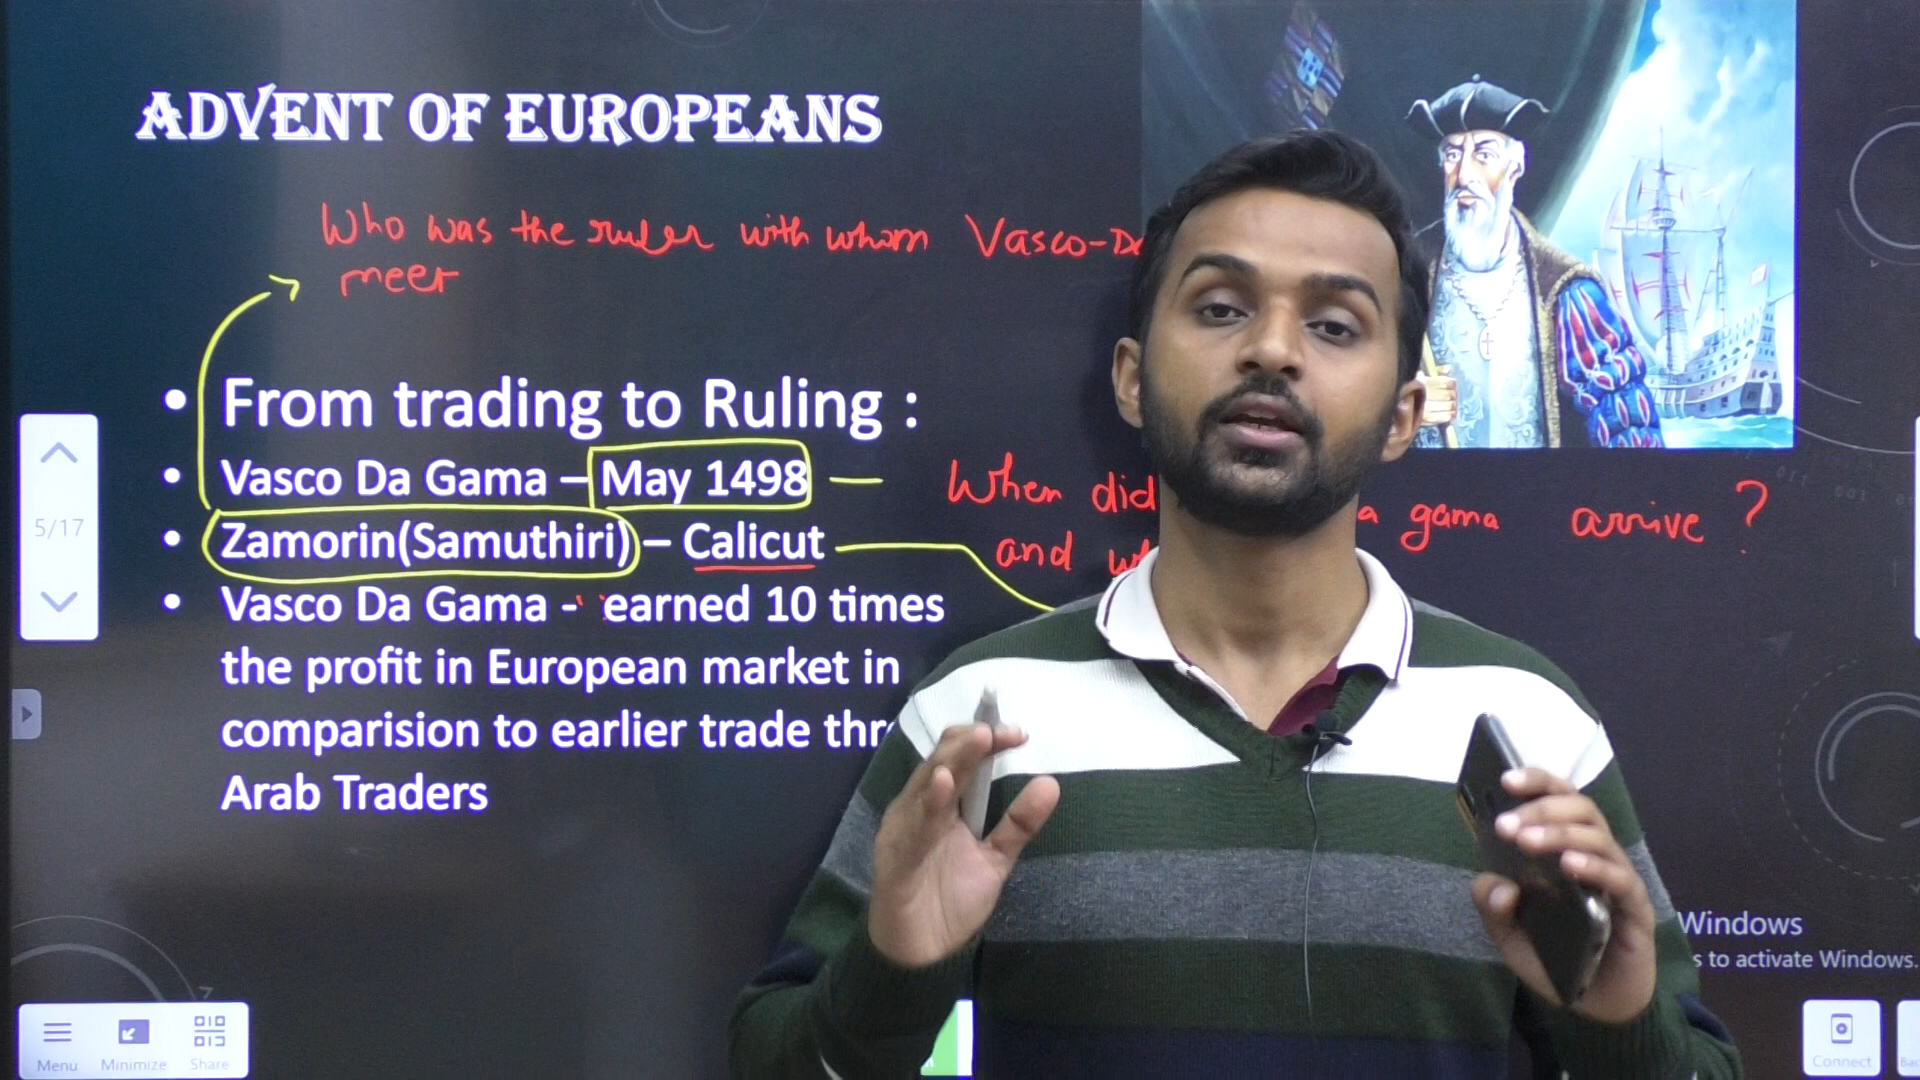 ADVENT OF EUROPEANS
Who was the ruler with whom Vasco-Da
meet
• From trading to Ruling :
• Vasco Da Gama – May 1498
When did a gama arrive ?
• Zamorin(Samuthiri) – Calicut
and
• Vasco Da Gama - earned 10 times
the profit in European market in
comparision to earlier trade
Arab Traders
5/17
Windows
s to activate Windows.
Menu
Minimize
Share
Connect